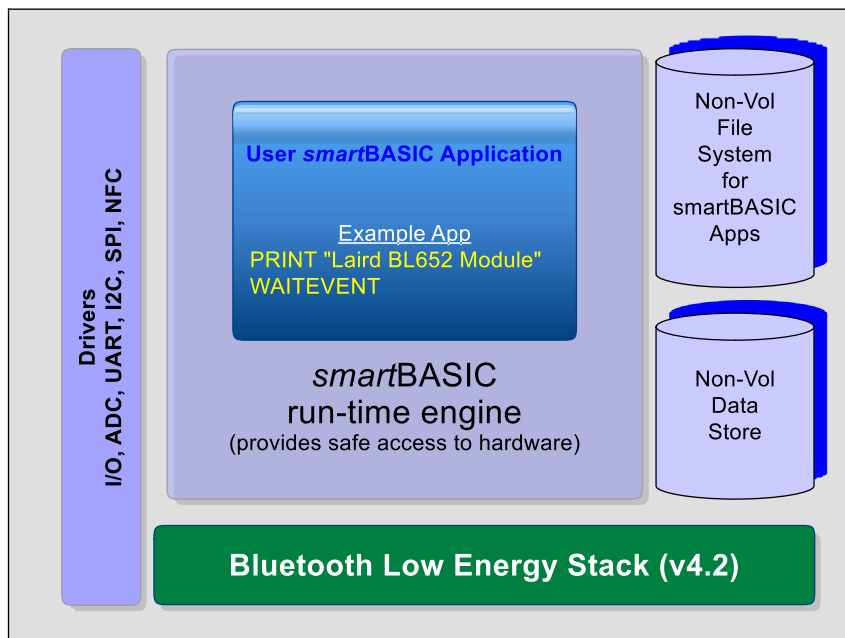 Drivers
I/O, ADC, UART, I2C, SPI, NFC
User smartBASIC Application
Example App
PRINT "Laird BL652 Module"
WAITEVENT
smartBASIC
run-time engine
(provides safe access to hardware)
Non-Vol
File
System
for
smartBASIC
Apps
Non-Vol
Data
Store
Bluetooth Low Energy Stack (v4.2)